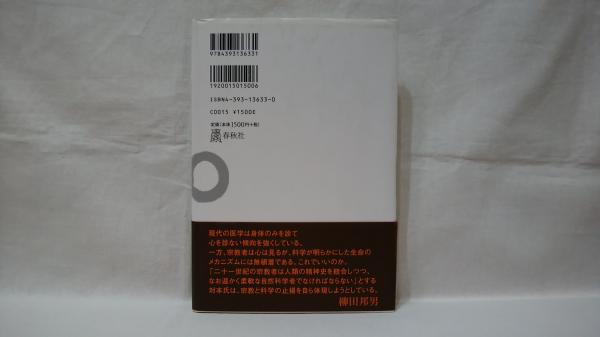 9784393136331
1920015015006
ISBN4-393-13633-0
C0015 ¥1500E
定価(本体1500円+税)
春秋社
現代の医学は身体のみを診て
心を診ない傾向を強くしている。
一方、宗教者は心は見るが、科学が明らかにした生命の
メカニズムには無頓着である。これでいいのか。
「二十一世紀の宗教者は人類の精神史を融合しつつ、
なお温かく柔軟な自然科学者でなければならない」とする
対本氏は、宗教と科学の止揚を自ら体現しようとしている。
柳田邦男